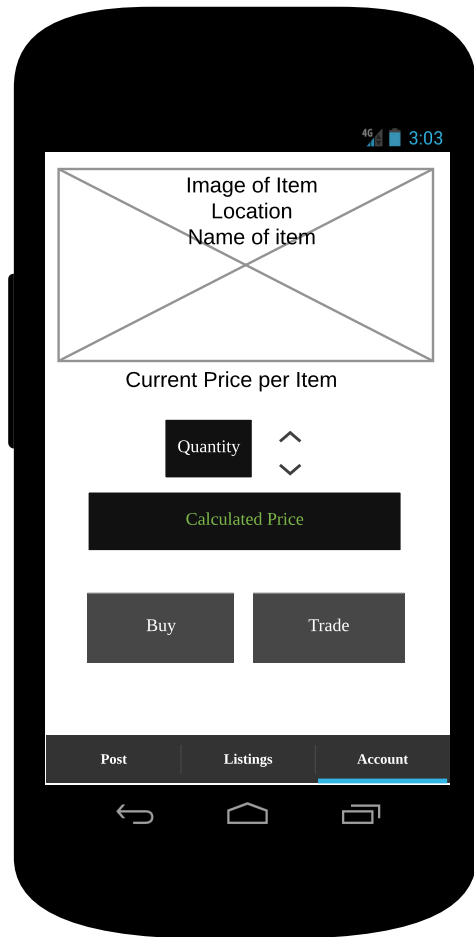 4G 3:03
Image of Item
Location
Name of item
Current Price per Item
Quantity
Calculated Price
Buy Trade
Post Listings Account